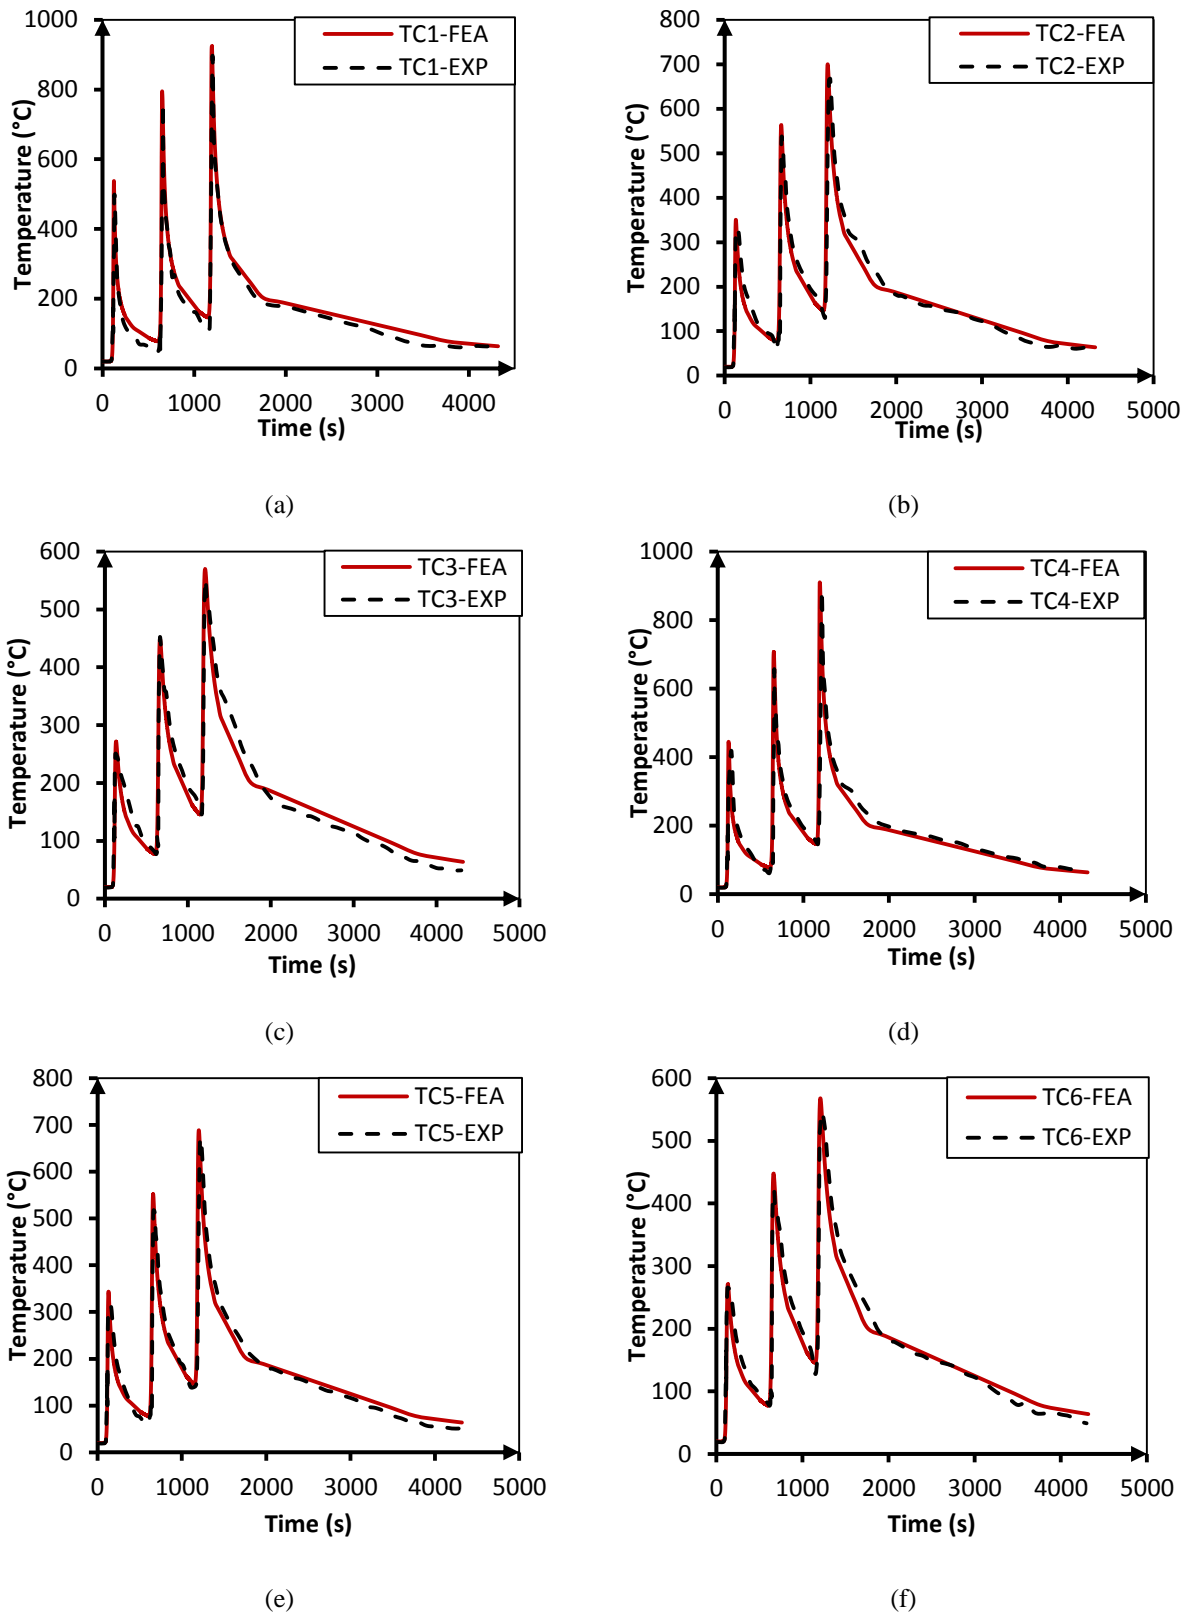 1000
800
600
400
200
0
Temperature (°C)
TC1-FEA
TC1-EXP
0 1000 2000 3000 4000
Time (s)
(a)
800
700
600
500
400
300
200
100
0
Temperature (°C)
TC2-FEA
TC2-EXP
0 1000 2000 3000 4000 5000
Time (s)
(b)
600
500
400
300
200
100
0
Temperature (°C)
TC3-FEA
TC3-EXP
0 1000 2000 3000 4000 5000
Time (s)
(c)
1000
800
600
400
200
0
Temperature (°C)
TC4-FEA
TC4-EXP
0 1000 2000 3000 4000 5000
Time (s)
(d)
800
700
600
500
400
300
200
100
0
Temperature (°C)
TC5-FEA
TC5-EXP
0 1000 2000 3000 4000 5000
Time (s)
(e)
600
500
400
300
200
100
0
Temperature (°C)
TC6-FEA
TC6-EXP
0 1000 2000 3000 4000 5000
Time (s)
(f)